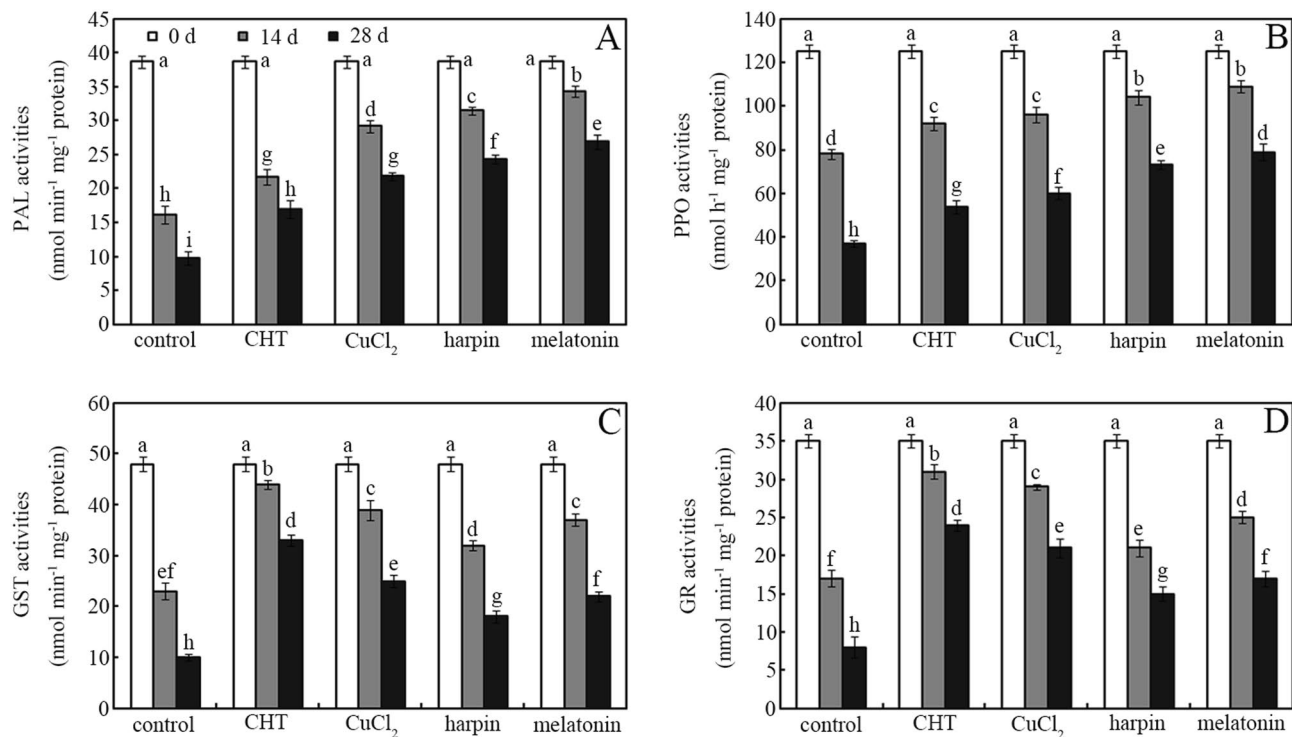 PAL activities
(nmol min⁻¹ mg⁻¹ protein)
45
40
35
30
25
20
15
10
5
0
0 d 14 d 28 d
A
a a a a a
h i
g h
d g
c f
b e
control CHT CuCl₂ harpin melatonin
PPO activities
(nmol h⁻¹ mg⁻¹ protein)
140
120
100
80
60
40
20
0
B
a a a a a
d h
c g
c f
b e
b d
control CHT CuCl₂ harpin melatonin
GST activities
(nmol min⁻¹ mg⁻¹ protein)
60
50
40
30
20
10
0
C
a a a a a
ef h
b d
c e
d g
c f
control CHT CuCl₂ harpin melatonin
GR activities
(nmol min⁻¹ mg⁻¹ protein)
40
35
30
25
20
15
10
5
0
D
a a a a a
f h
b d
c e
e g
d f
control CHT CuCl₂ harpin melatonin